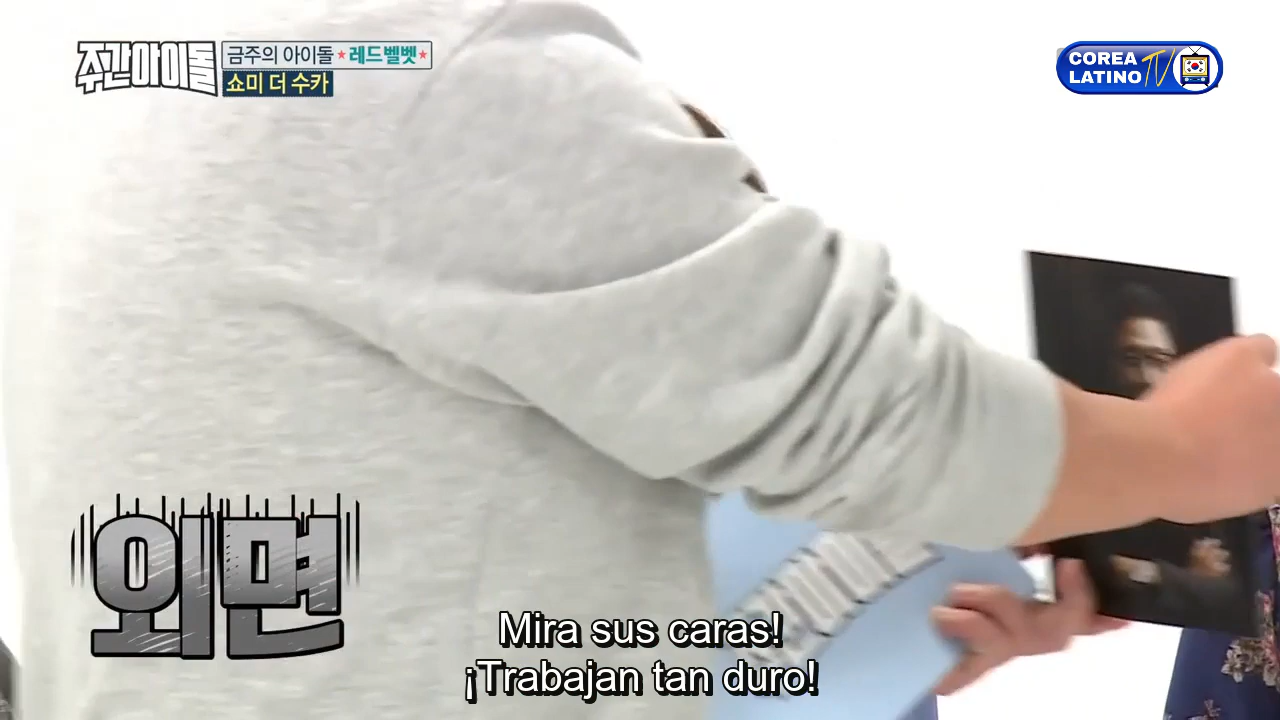 주간아이돌
금주의 아이돌 ★레드벨벳★
쇼미 더 수카
COREA
LATINO TV
외면
Mira sus caras!
¡Trabajan tan duro!